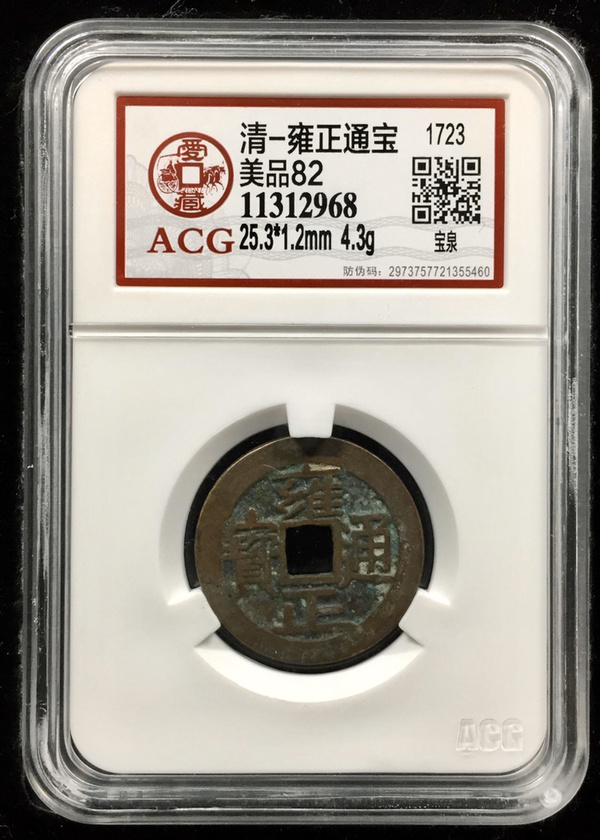 愛藏
ACG
清-雍正通宝
1723
美品82
11312968
25.3*1.2mm 4.3g
宝泉
防伪码：2973757721355460
雍正通寶
ACG